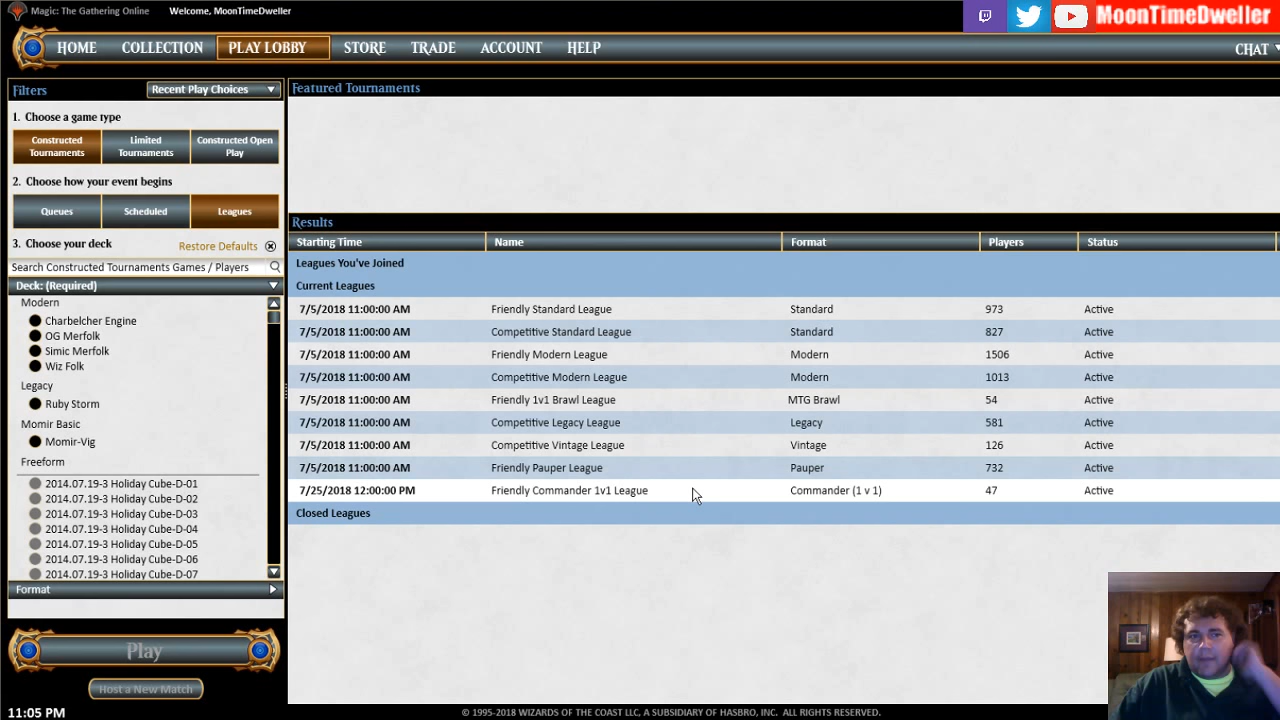 Magic: The Gathering Online Welcome, MoonTimeDweller
MoonTimeDweller
HOME COLLECTION PLAY LOBBY STORE TRADE ACCOUNT HELP CHAT
Filters Recent Play Choices
1. Choose a game type
Constructed Tournaments Limited Tournaments Constructed Open Play
2. Choose how your event begins
Queues Scheduled Leagues
3. Choose your deck Restore Defaults
Search Constructed Tournaments Games / Players
Deck: (Required)
Modern
Charbelcher Engine
OG Merfolk
Simic Merfolk
Wiz Folk
Legacy
Ruby Storm
Momir Basic
Momir-Vig
Freeform
2014.07.19-3 Holiday Cube-D-01
2014.07.19-3 Holiday Cube-D-02
2014.07.19-3 Holiday Cube-D-03
2014.07.19-3 Holiday Cube-D-04
2014.07.19-3 Holiday Cube-D-05
2014.07.19-3 Holiday Cube-D-06
2014.07.19-3 Holiday Cube-D-07
Format
Play
Host a New Match
11:05 PM
Featured Tournaments
Results
Starting Time Name Format Players Status
Leagues You've Joined
Current Leagues
7/5/2018 11:00:00 AM Friendly Standard League Standard 973 Active
7/5/2018 11:00:00 AM Competitive Standard League Standard 827 Active
7/5/2018 11:00:00 AM Friendly Modern League Modern 1506 Active
7/5/2018 11:00:00 AM Competitive Modern League Modern 1013 Active
7/5/2018 11:00:00 AM Friendly 1v1 Brawl League MTG Brawl 54 Active
7/5/2018 11:00:00 AM Competitive Legacy League Legacy 581 Active
7/5/2018 11:00:00 AM Competitive Vintage League Vintage 126 Active
7/5/2018 11:00:00 AM Friendly Pauper League Pauper 732 Active
7/25/2018 12:00:00 PM Friendly Commander 1v1 League Commander (1 v 1) 47 Active
Closed Leagues
© 1995-2018 WIZARDS OF THE COAST LLC, A SUBSIDIARY OF HASBRO, INC. ALL RIGHTS RESERVED.